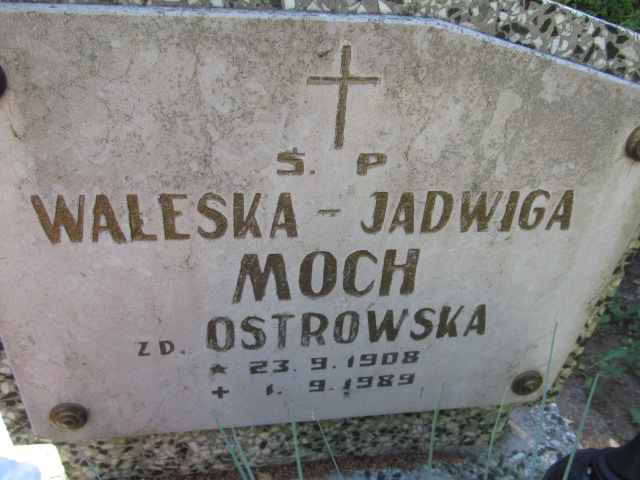 Ś. P
WALESKA - JADWIGA
MOCH
ZD. OSTROWSKA
* 23. 9. 1908
+ 1. 9. 1989